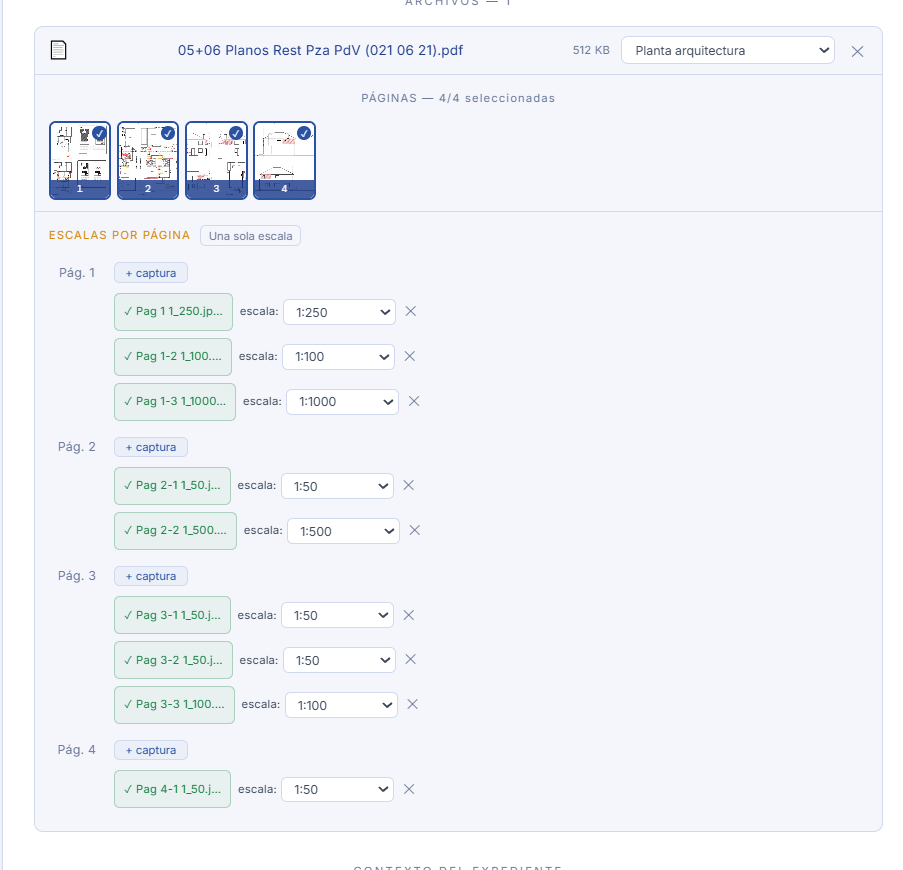 ARCHIVOS — 1
05+06 Planos Rest Pza PdV (021 06 21).pdf 512 KB Planta arquitectura
PÁGINAS — 4/4 seleccionadas
1 2 3 4
ESCALAS POR PÁGINA Una sola escala
Pág. 1 + captura
✓ Pag 1 1_250.jp... escala: 1:250
✓ Pag 1-2 1_100.... escala: 1:100
✓ Pag 1-3 1_1000... escala: 1:1000
Pág. 2 + captura
✓ Pag 2-1 1_50.j... escala: 1:50
✓ Pag 2-2 1_500.... escala: 1:500
Pág. 3 + captura
✓ Pag 3-1 1_50.j... escala: 1:50
✓ Pag 3-2 1_50.j... escala: 1:50
✓ Pag 3-3 1_100.... escala: 1:100
Pág. 4 + captura
✓ Pag 4-1 1_50.j... escala: 1:50
CONTEXTO DEL EXPEDIENTE